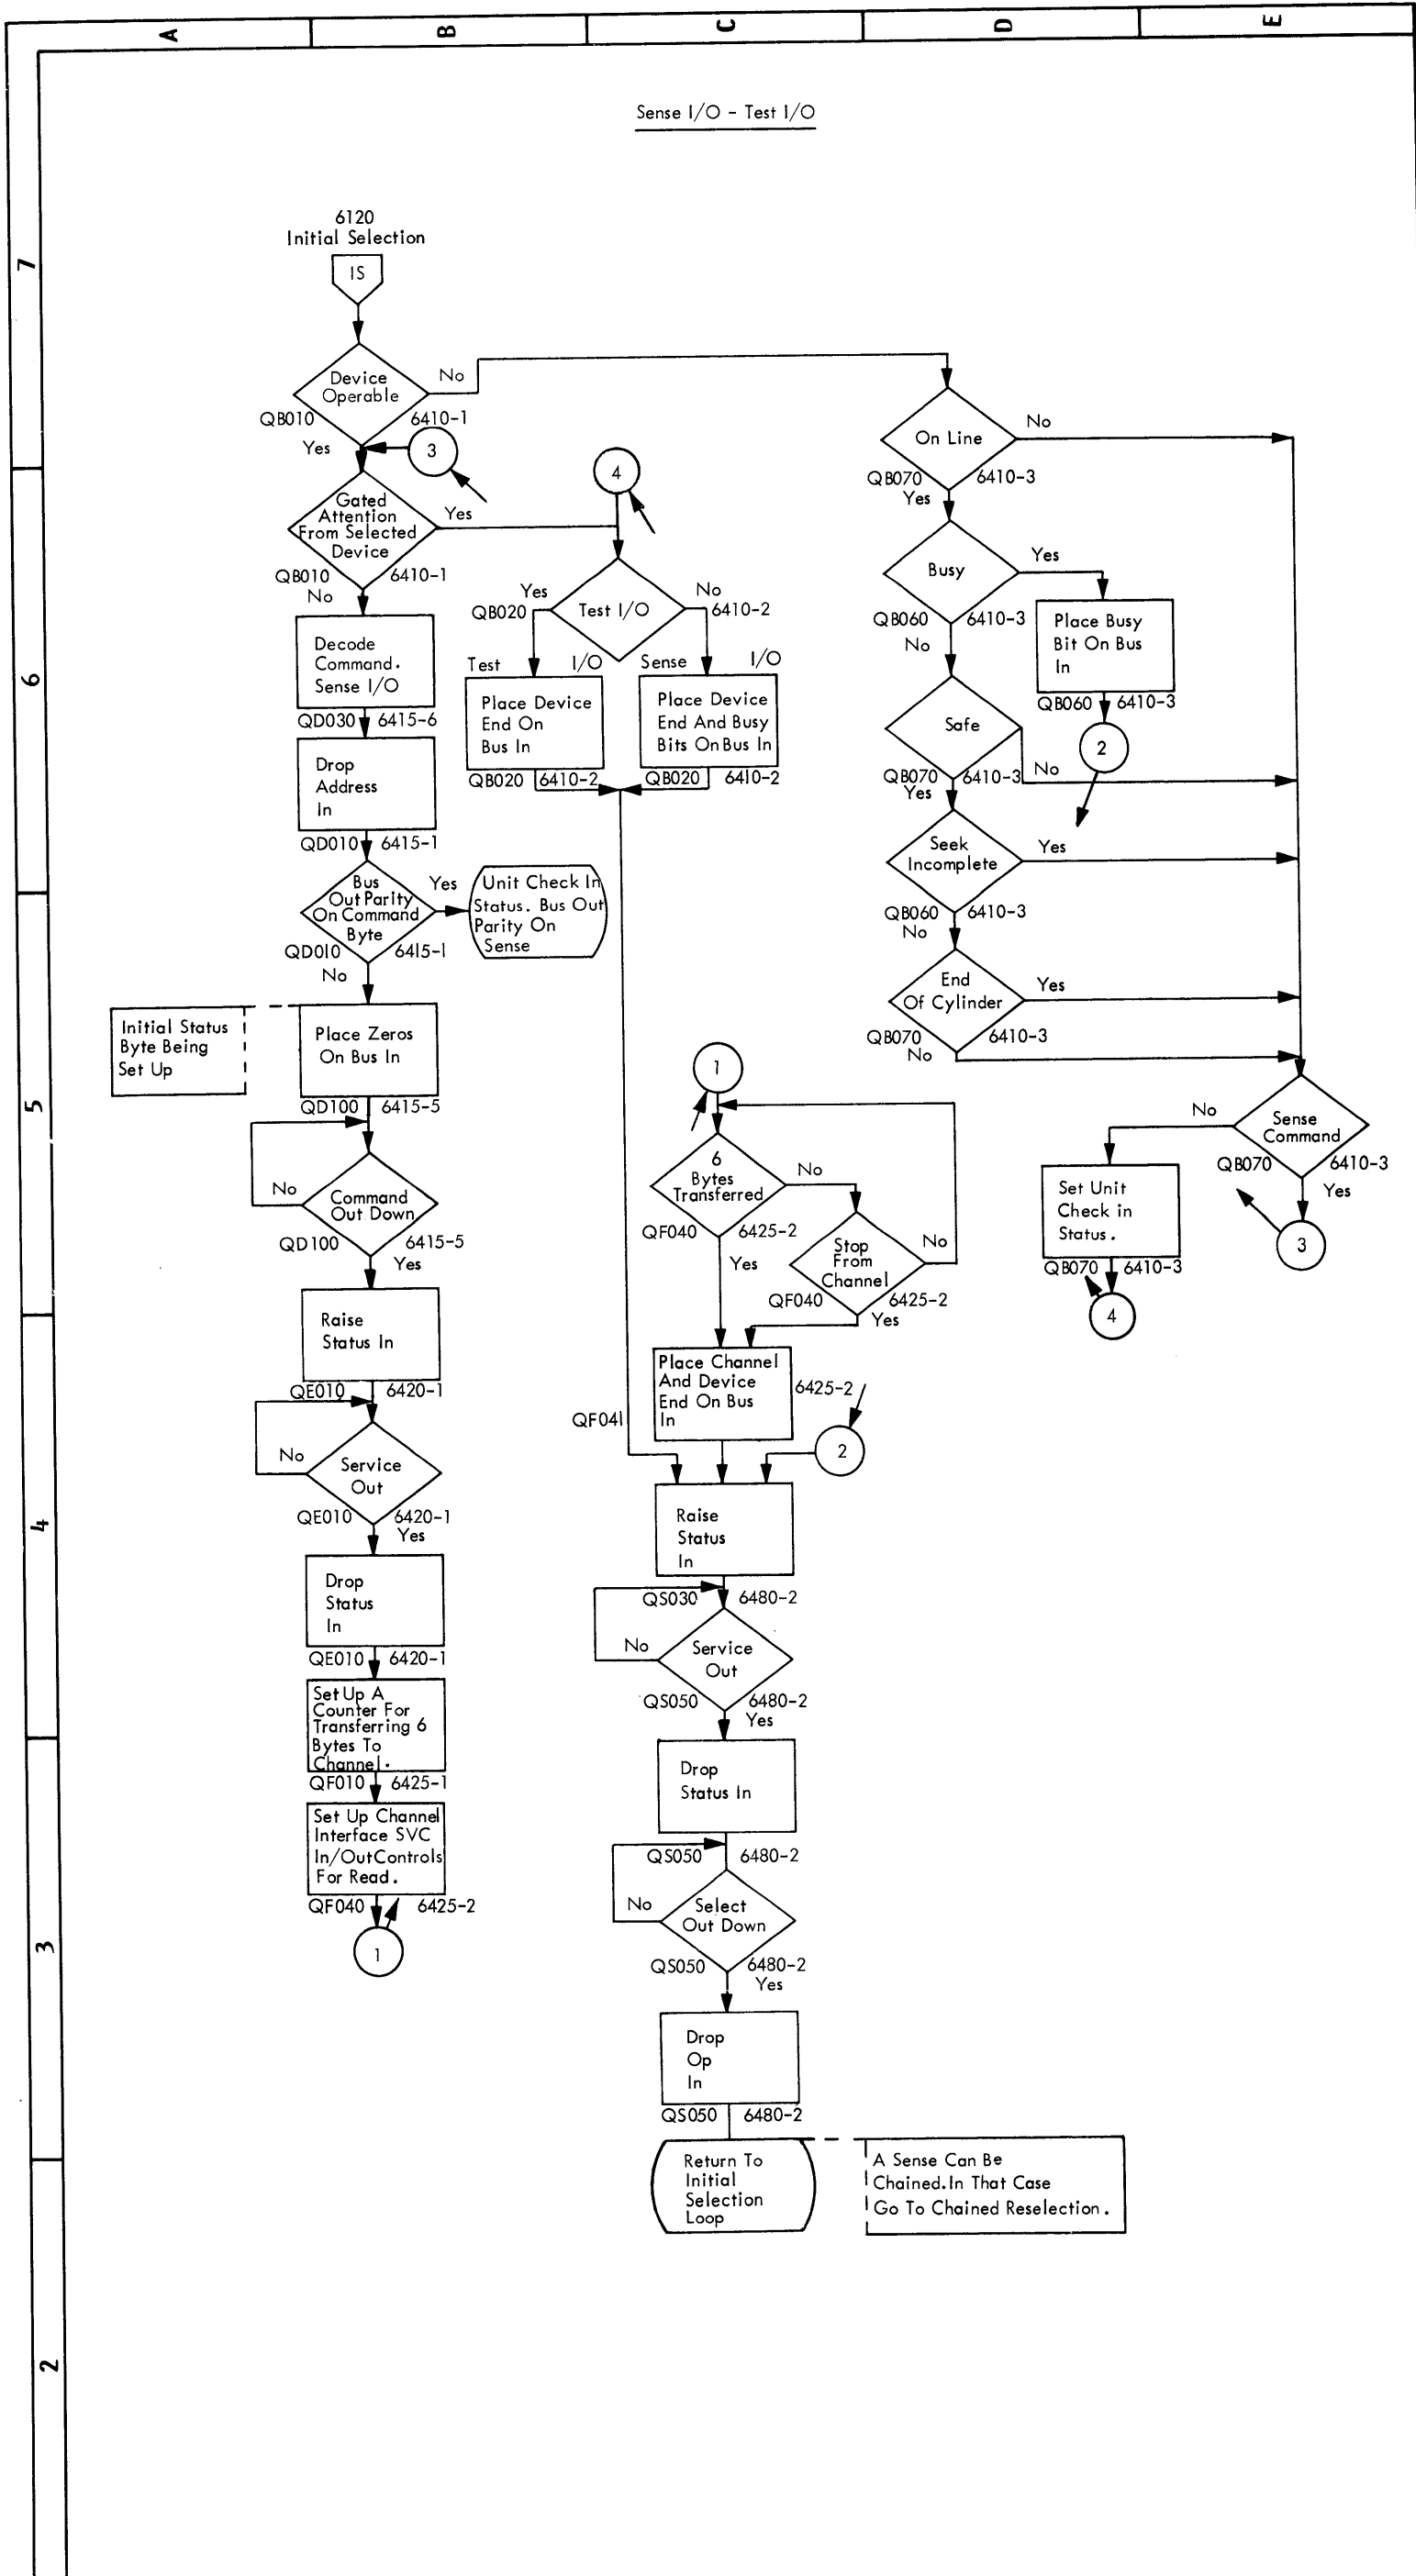 A
B
C
D
E
7
6
5
4
3
2
Sense I/O - Test I/O
6120
Initial Selection
IS
Device
Operable
No
QB010
6410-1
Yes
3
Gated
Attention
From Selected
Device
Yes
QB010
6410-1
No
Decode
Command.
Sense I/O
QD030
6415-6
Drop
Address
In
QD010
6415-1
Bus
Out Parity
On Command
Byte
Yes
QD010
6415-1
No
Unit Check In
Status. Bus Out
Parity On
Sense
Initial Status
Byte Being
Set Up
Place Zeros
On Bus In
QD100
6415-5
No
Command
Out Down
QD100
6415-5
Yes
Raise
Status In
QE010
6420-1
No
Service
Out
QE010
6420-1
Yes
Drop
Status
In
QE010
6420-1
Set Up A
Counter For
Transferring 6
Bytes To
Channel.
QF010
6425-1
Set Up Channel
Interface SVC
In/Out Controls
For Read.
QF040
6425-2
1
4
Yes
QB020
Test I/O
No
6410-2
Test I/O
Place Device
End On
Bus In
QB020
6410-2
Sense I/O
Place Device
End And Busy
Bits On Bus In
QB020
6410-2
1
6
Bytes
Transferred
No
QF040
6425-2
Yes
Stop
From
Channel
No
QF040
6425-2
Yes
Place Channel
And Device
End On Bus
In
6425-2
QF041
2
Raise
Status
In
QS030
6480-2
No
Service
Out
QS050
6480-2
Yes
Drop
Status In
QS050
6480-2
No
Select
Out Down
QS050
6480-2
Yes
Drop
Op
In
QS050
6480-2
Return To
Initial
Selection
Loop
A Sense Can Be
Chained. In That Case
Go To Chained Reselection.
On Line
No
QB070
6410-3
Yes
Busy
Yes
QB060
6410-3
No
Place Busy
Bit On Bus
In
QB060
6410-3
2
Safe
QB070
6410-3
No
Yes
Seek
Incomplete
Yes
QB060
6410-3
No
End
Of Cylinder
Yes
QB070
6410-3
No
Sense
Command
No
QB070
6410-3
Yes
3
Set Unit
Check in
Status.
QB070
6410-3
4